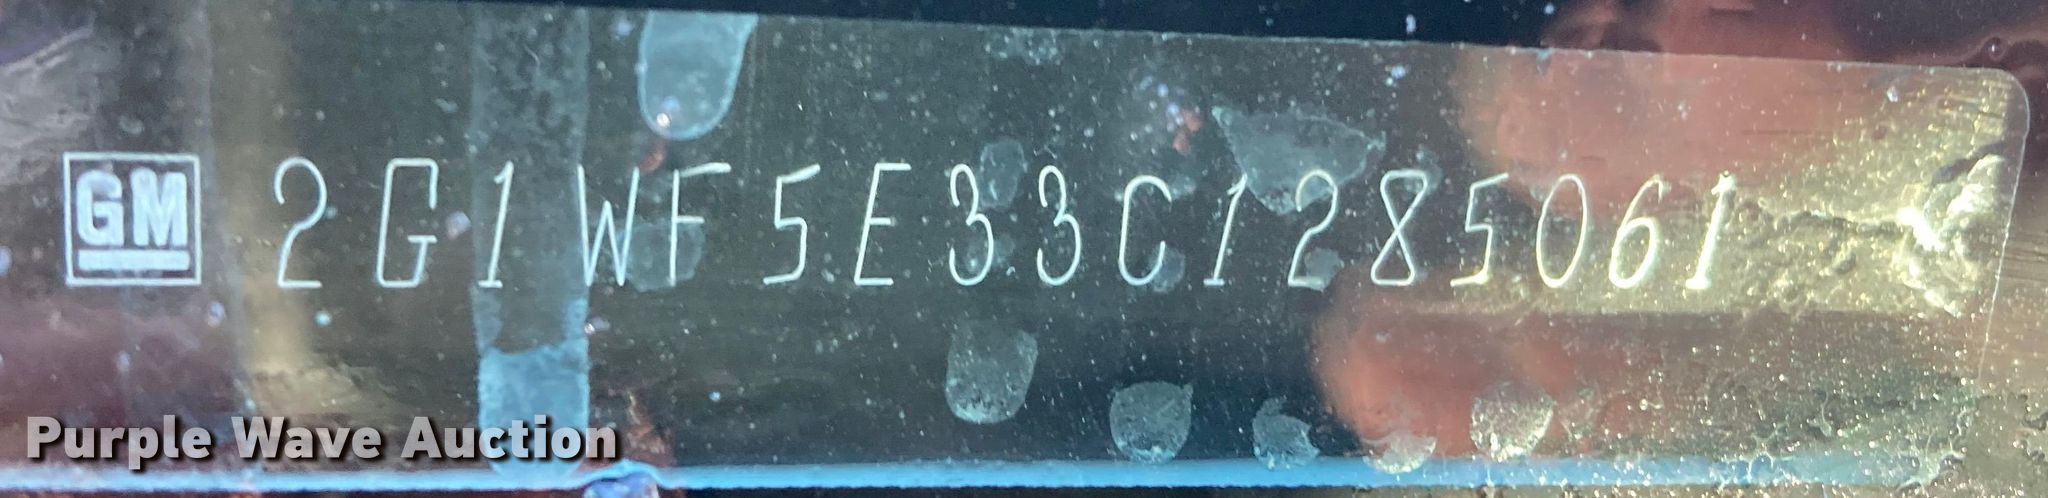 GM 2G1WF5E33C1285061
Purple Wave Auction